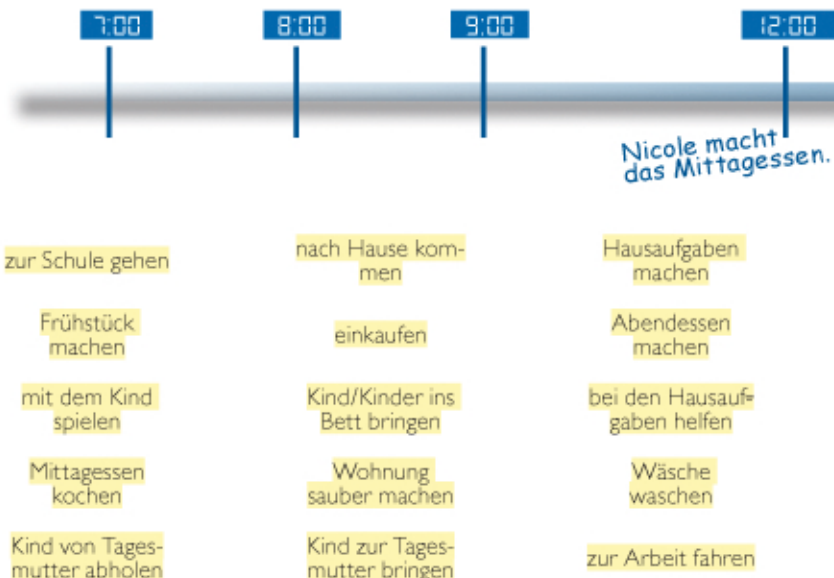 7:00 8:00 9:00 12:00
Nicole macht
das Mittagessen.
zur Schule gehen
nach Hause kom-
men
Hausaufgaben
machen
Frühstück
machen
einkaufen
Abendessen
machen
mit dem Kind
spielen
Kind/Kinder ins
Bett bringen
bei den Hausauf-
gaben helfen
Mittagessen
kochen
Wohnung
sauber machen
Wäsche
waschen
Kind von Tages-
mutter abholen
Kind zur Tages-
mutter bringen
zur Arbeit fahren